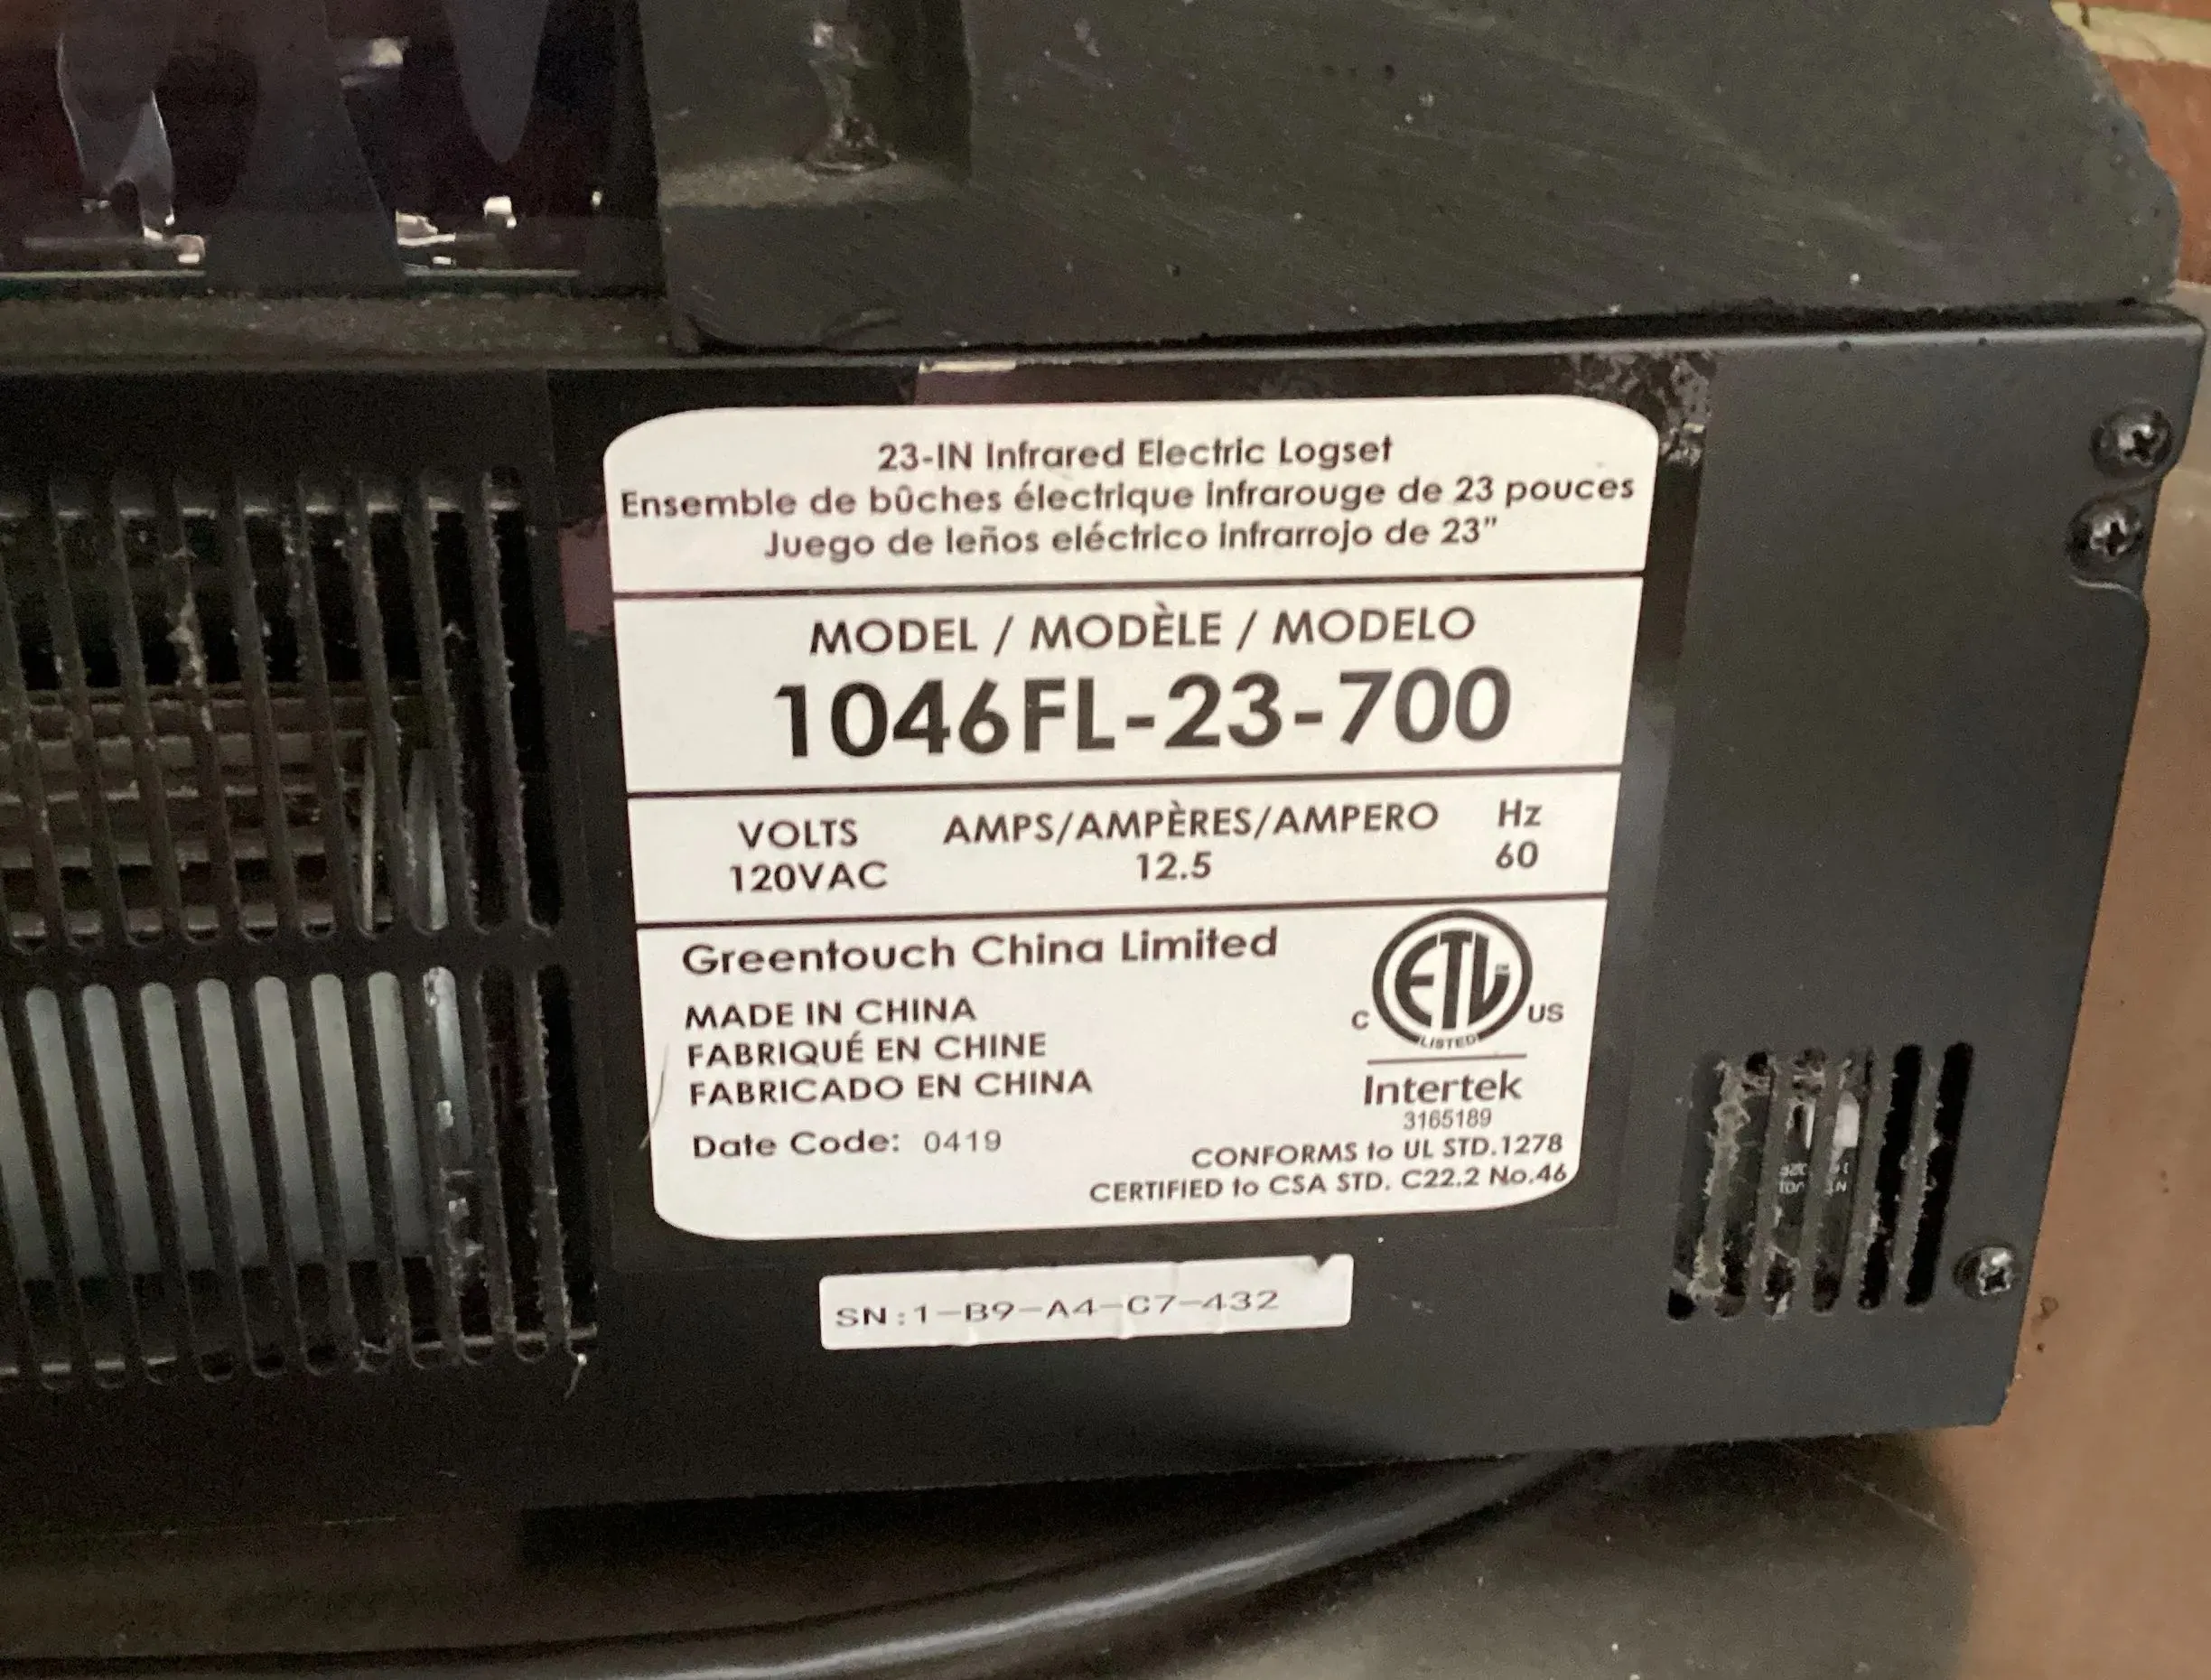 23-IN Infrared Electric Logset
Ensemble de bûches électrique infrarouge de 23 pouces
Juego de leños eléctrico infrarrojo de 23"
MODEL / MODÈLE / MODELO
1046FL-23-700
VOLTS AMPS/AMPÈRES/AMPERO Hz
120VAC 12.5 60
Greentouch China Limited
MADE IN CHINA
FABRIQUÉ EN CHINE
FABRICADO EN CHINA
Date Code: 0419
ETL
C US
LISTED
Intertek
3165189
CONFORMS to UL STD.1278
CERTIFIED to CSA STD. C22.2 No.46
SN:1-B9-A4-C7-432